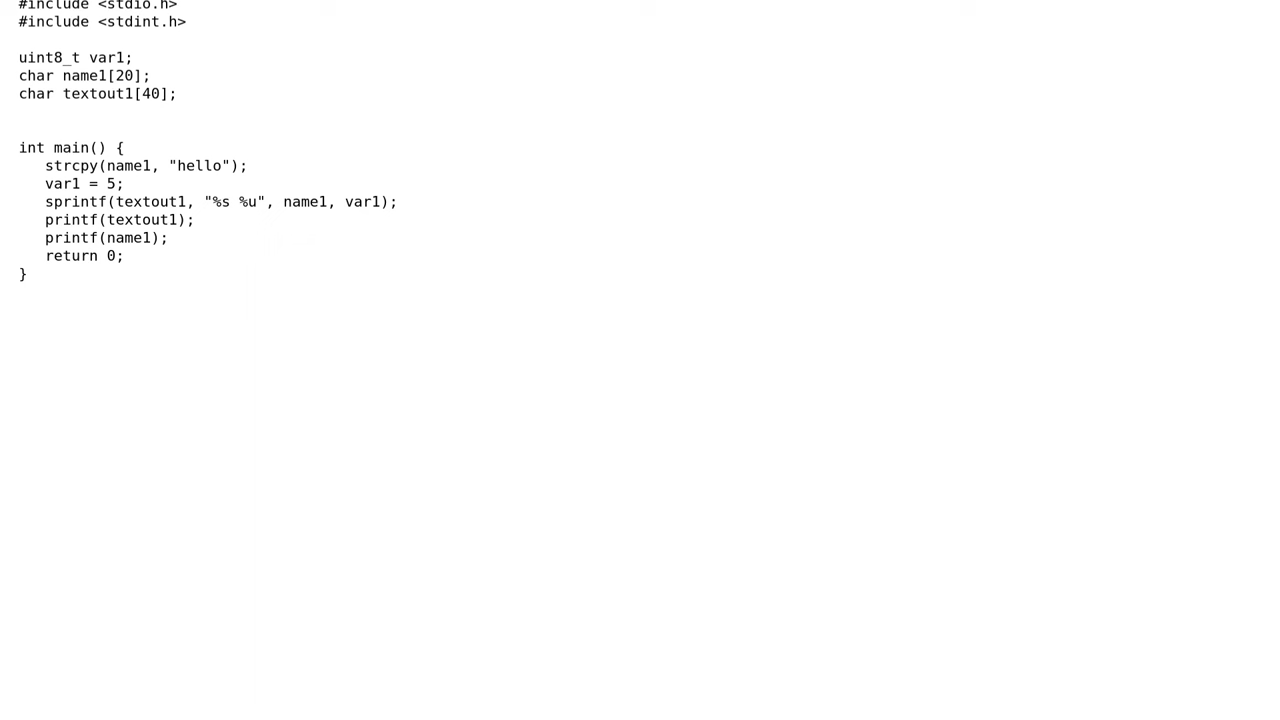 #include <stdio.h>
#include <stdint.h>

uint8_t var1;
char name1[20];
char textout1[40];


int main() {
   strcpy(name1, "hello");
   var1 = 5;
   sprintf(textout1, "%s %u", name1, var1);
   printf(textout1);
   printf(name1);
   return 0;
}